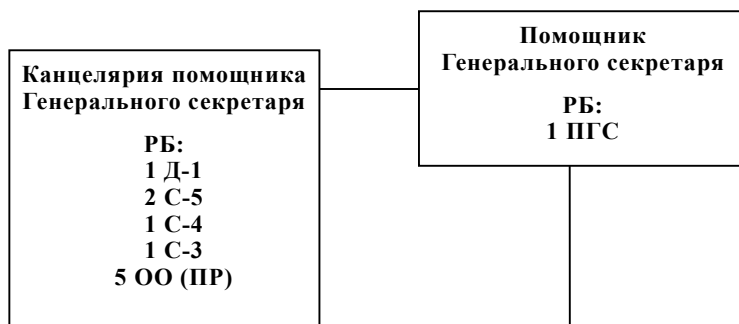 Помощник
Генерального секретаря
РБ:
1 ПГС
Канцелярия помощника
Генерального секретаря
РБ:
1 Д-1
2 С-5
1 С-4
1 С-3
5 ОО (ПР)